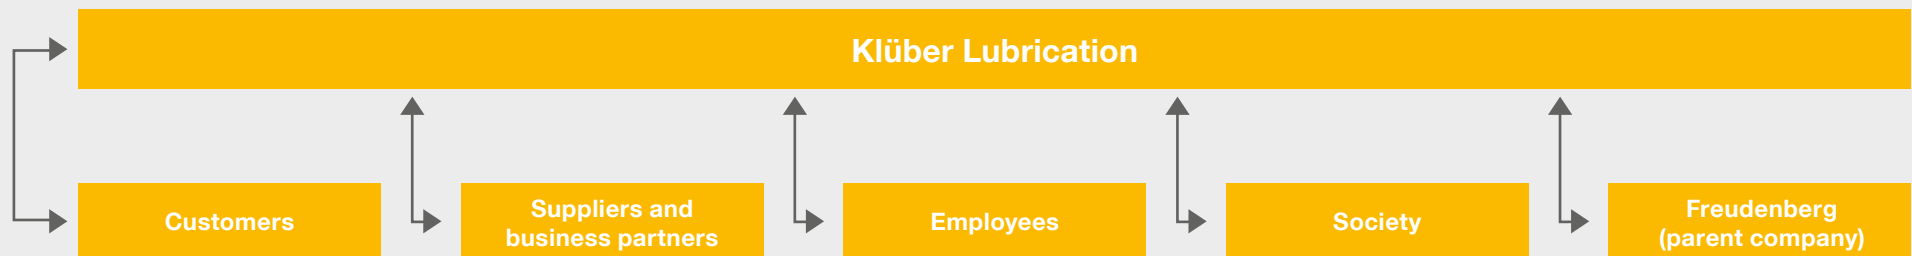 Klüber Lubrication
Customers
Suppliers and
business partners
Employees
Society
Freudenberg
(parent company)